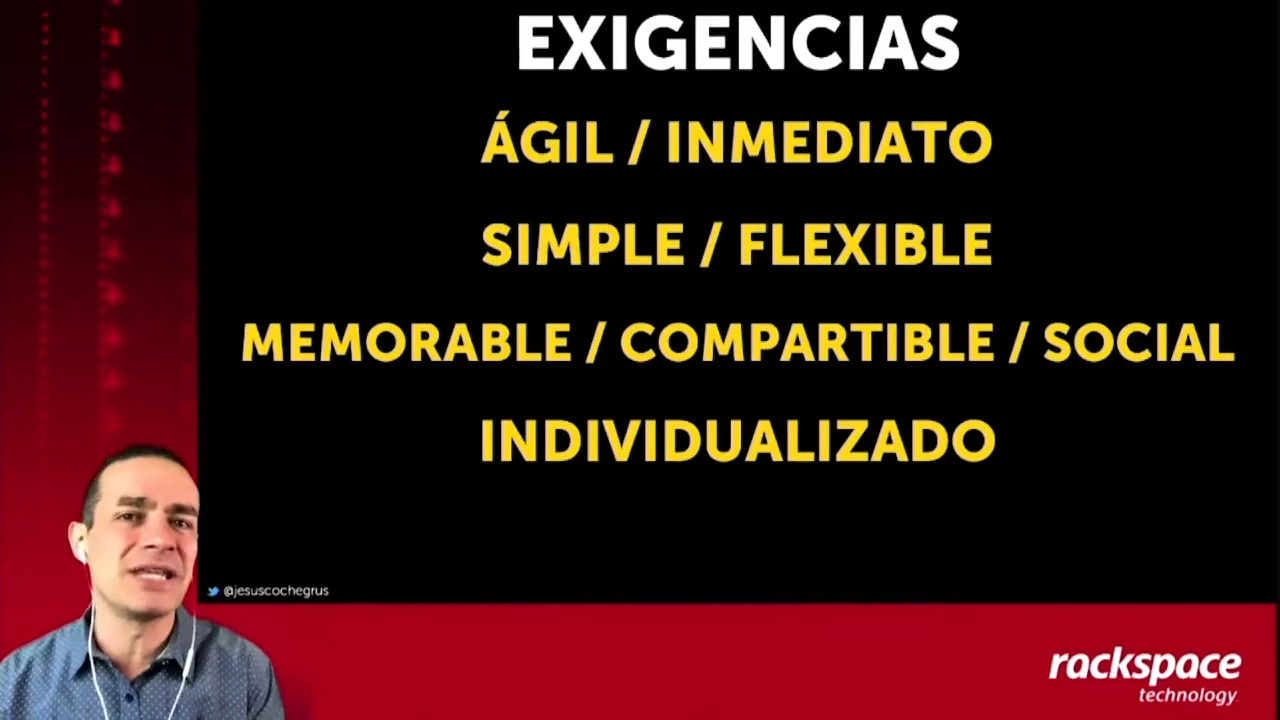 EXIGENCIAS
ÁGIL / INMEDIATO
SIMPLE / FLEXIBLE
MEMORABLE / COMPARTIBLE / SOCIAL
INDIVIDUALIZADO
@jesuscochegrus
rackspace
technology